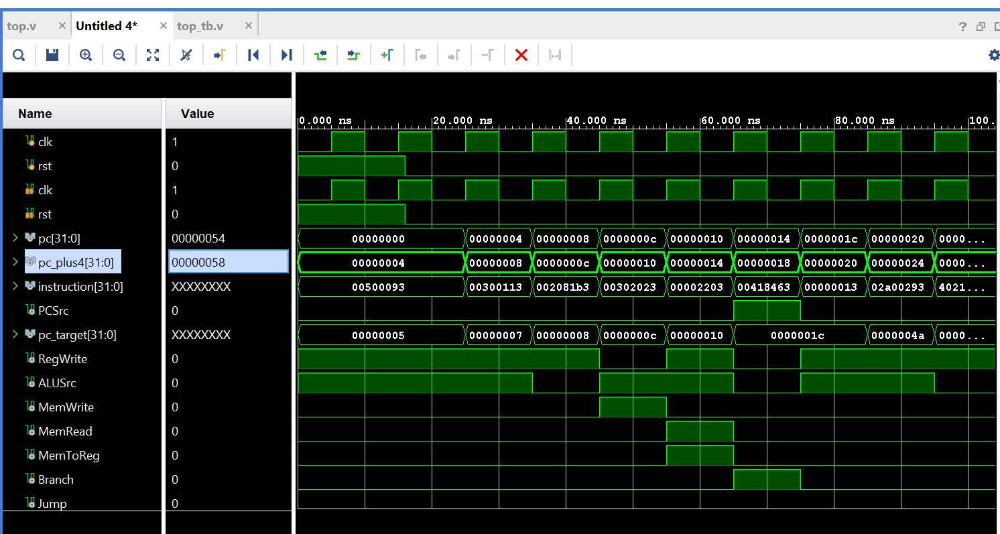 top.v × Untitled 4* × top_tb.v × ?
Name Value
0.000 ns 20.000 ns 40.000 ns 60.000 ns 80.000 ns 100.
clk 1
rst 0
clk 1
rst 0
pc[31:0] 00000054 00000000 00000004 00000008 0000000c 00000010 00000014 0000001c 00000020 0000...
pc_plus4[31:0] 00000058 00000004 00000008 0000000c 00000010 00000014 00000018 00000020 00000024 0000...
instruction[31:0] XXXXXXXX 00500093 00300113 002081b3 00302023 00002203 00418463 00000013 02a00293 4021...
PCSrc 0
pc_target[31:0] XXXXXXXX 00000005 00000007 00000008 0000000c 00000010 0000001c 0000004a 0000...
RegWrite 0
ALUSrc 0
MemWrite 0
MemRead 0
MemToReg 0
Branch 0
Jump 0